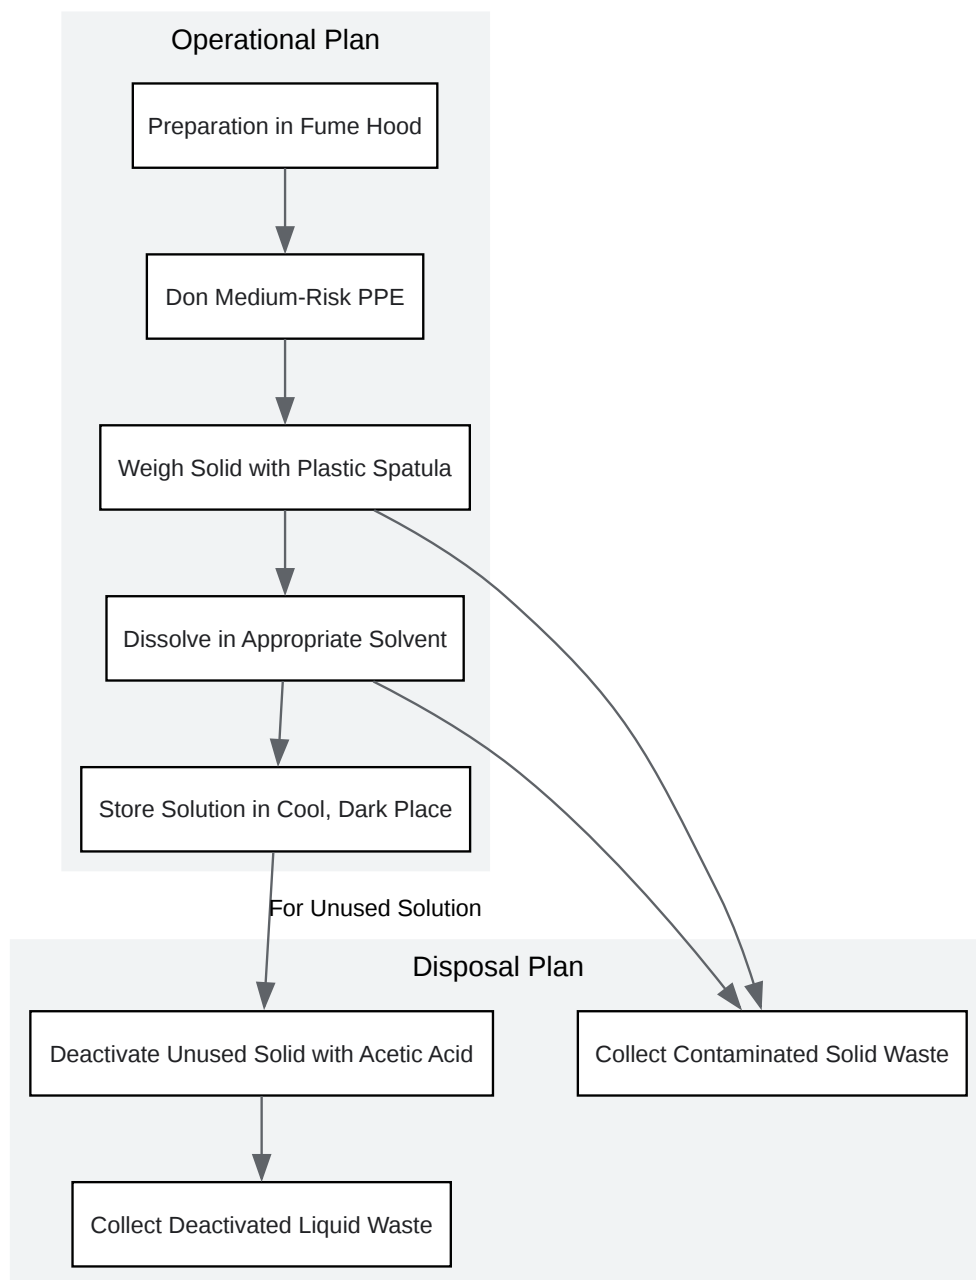 Operational Plan
Preparation in Fume Hood
Don Medium-Risk PPE
Weigh Solid with Plastic Spatula
Dissolve in Appropriate Solvent
Store Solution in Cool, Dark Place
For Unused Solution
Disposal Plan
Deactivate Unused Solid with Acetic Acid
Collect Contaminated Solid Waste
Collect Deactivated Liquid Waste